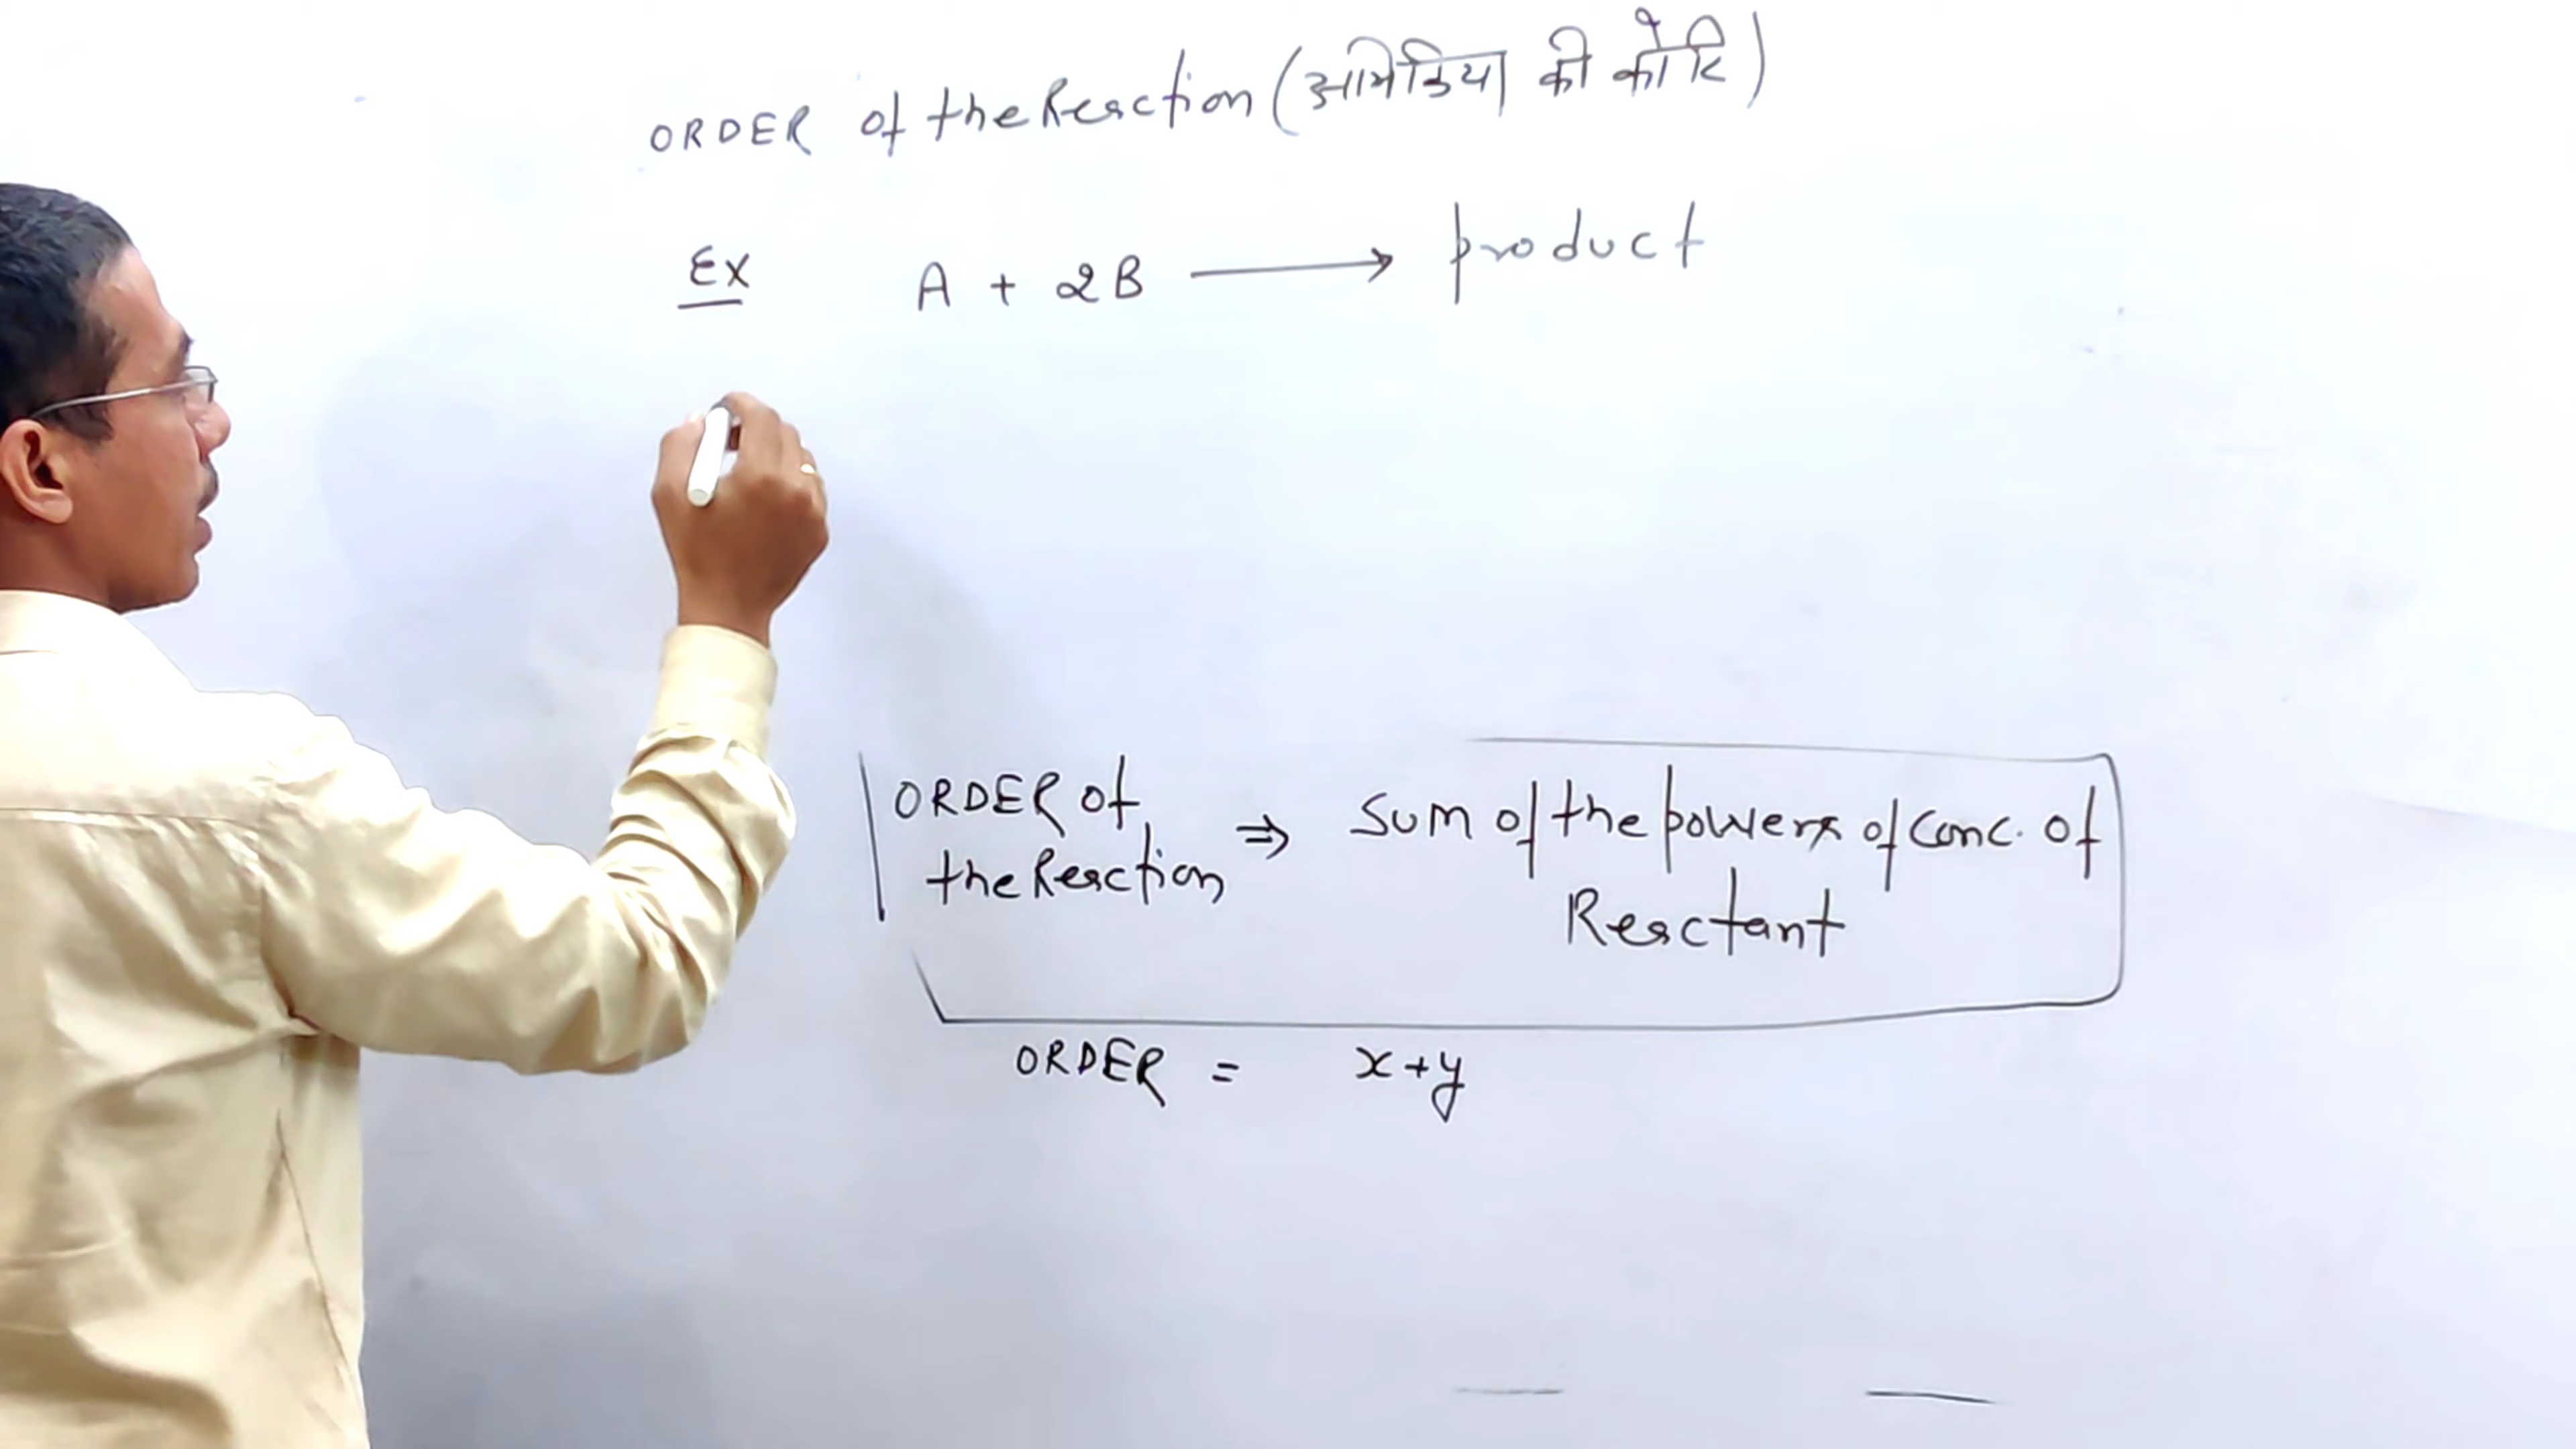 ORDER of the Reaction (अभिक्रिया की कोटि)
Ex A + 2B ⟶ product
ORDER of the Reaction ⇒ Sum of the powers of conc. of Reactant
ORDER = x+y